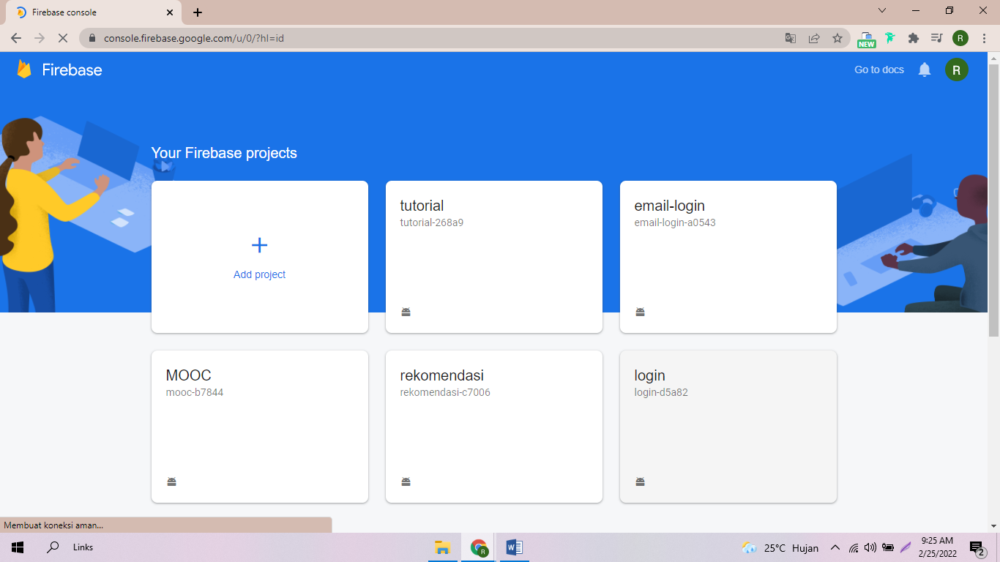 Firebase console
console.firebase.google.com/u/0/?hl=id
NEW
R
Firebase
Go to docs
R
Your Firebase projects
Add project
tutorial
tutorial-268a9
email-login
email-login-a0543
MOOC
mooc-b7844
rekomendasi
rekomendasi-c7006
login
login-d5a82
Membuat koneksi aman...
Links
R
W
25°C Hujan
9:25 AM
2/25/2022
2